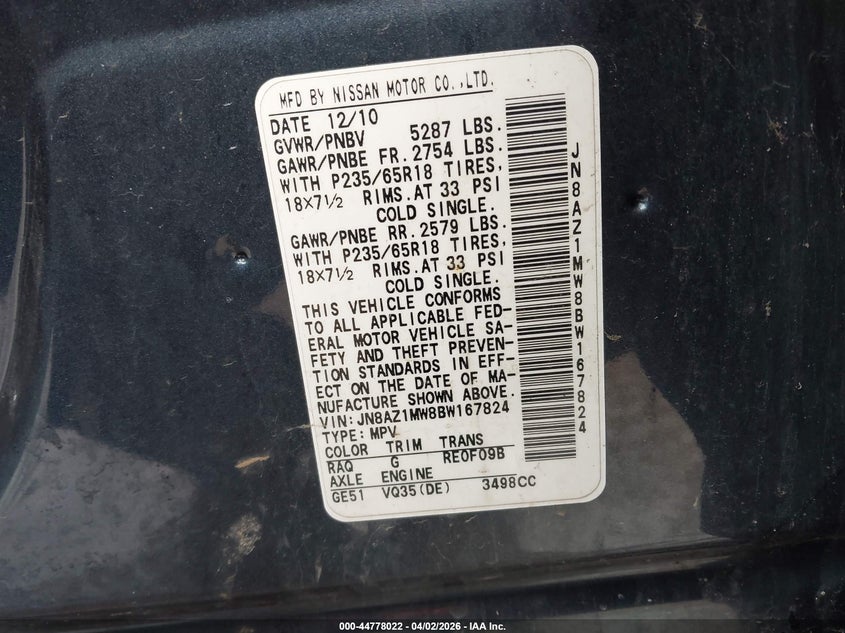 MFD BY NISSAN MOTOR CO.,LTD.
DATE 12/10
GVWR/PNBV 5287 LBS.
GAWR/PNBE FR. 2754 LBS.
WITH P235/65R18 TIRES,
18X7½ RIMS.AT 33 PSI
COLD SINGLE.
GAWR/PNBE RR. 2579 LBS.
WITH P235/65R18 TIRES,
18X7½ RIMS.AT 33 PSI
COLD SINGLE.
THIS VEHICLE CONFORMS
TO ALL APPLICABLE FED-
ERAL MOTOR VEHICLE SA-
FETY AND THEFT PREVEN-
TION STANDARDS IN EFF-
ECT ON THE DATE OF MA-
NUFACTURE SHOWN ABOVE.
VIN:JN8AZ1MW8BW167824
TYPE: MPV
COLOR TRIM TRANS
RAQ G RE0F09B
AXLE ENGINE
GE51 VQ35(DE) 3498CC
JN8AZ1MW8BW167824
000-44778022 - 04/02/2026 - IAA Inc.